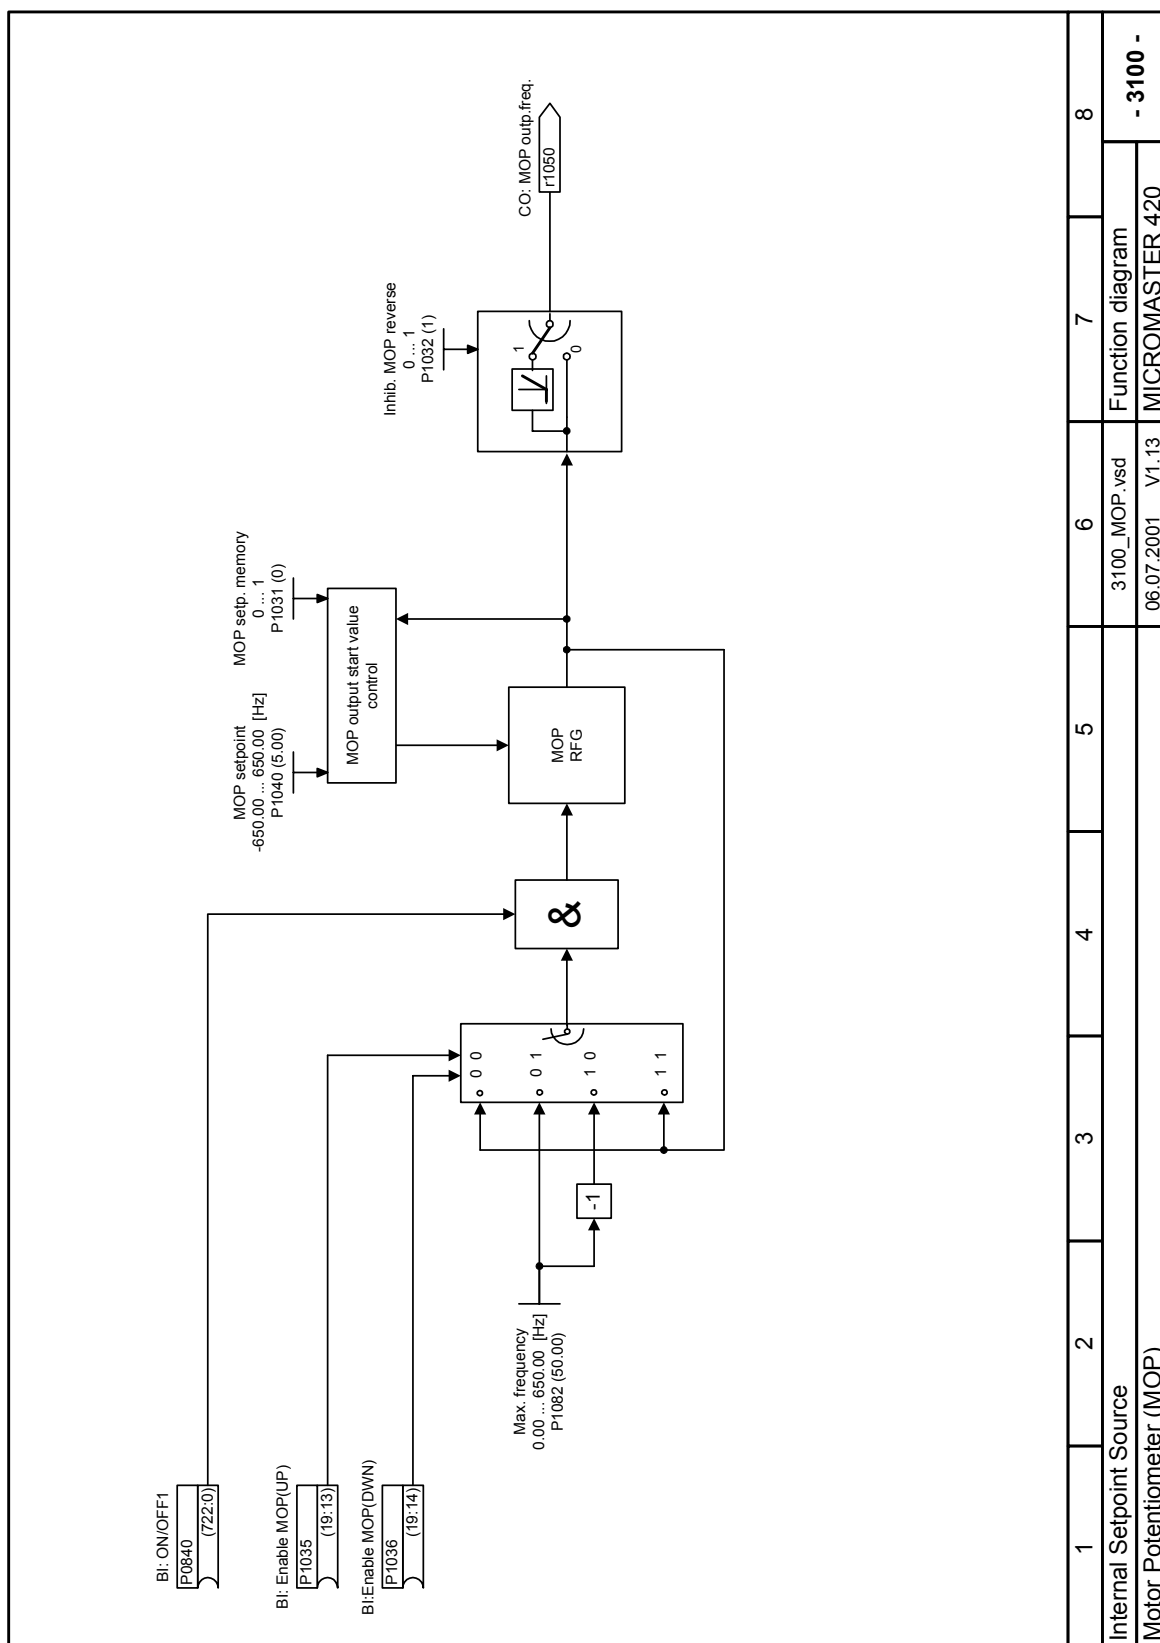 BI: ON/OFF1
P0840
(722:0)
BI: Enable MOP(UP)
P1035
(19:13)
BI:Enable MOP(DWN)
P1036
(19:14)
Max. frequency
0.00 ... 650.00 [Hz]
P1082 (50.00)
-1
0 0
0 1
1 0
1 1
&
MOP setpoint
-650.00 ... 650.00 [Hz]
P1040 (5.00)
MOP setp. memory
0 ... 1
P1031 (0)
MOP output start value
control
MOP
RFG
Inhib. MOP reverse
0 ... 1
P1032 (1)
1
0
CO: MOP outp.freq.
r1050
1 2 3 4 5 6 7 8
Internal Setpoint Source
3100_MOP.vsd
Function diagram
- 3100 -
Motor Potentiometer (MOP)
06.07.2001 V1.13
MICROMASTER 420